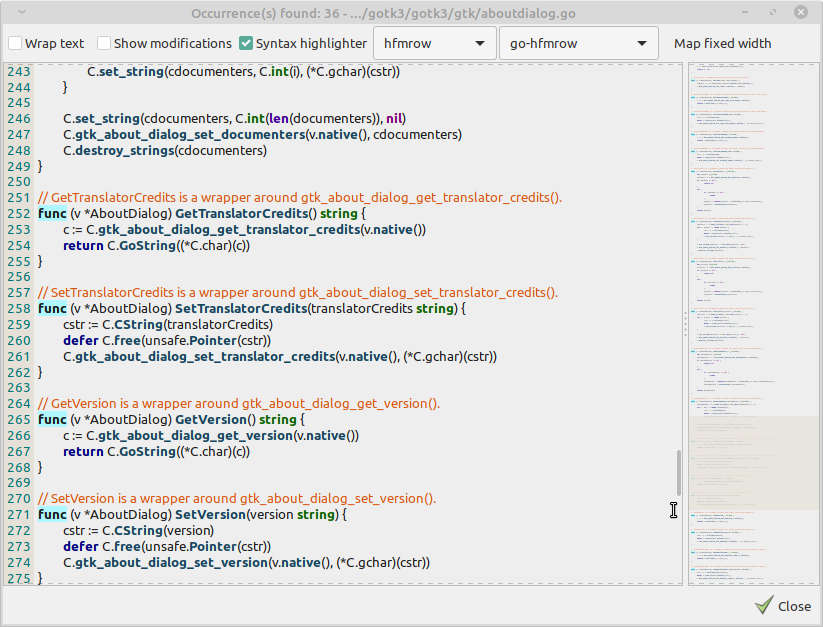 Occurrence(s) found: 36 - .../gotk3/gotk3/gtk/aboutdialog.go
Wrap text Show modifications Syntax highlighter hfmrow go-hfmrow Map fixed width
243 C.set_string(cdocumenters, C.int(i), (*C.gchar)(cstr))
244 }
245
246 C.set_string(cdocumenters, C.int(len(documenters)), nil)
247 C.gtk_about_dialog_set_documenters(v.native(), cdocumenters)
248 C.destroy_strings(cdocumenters)
249 }
250
251 // GetTranslatorCredits is a wrapper around gtk_about_dialog_get_translator_credits().
252 func (v *AboutDialog) GetTranslatorCredits() string {
253 c := C.gtk_about_dialog_get_translator_credits(v.native())
254 return C.GoString((*C.char)(c))
255 }
256
257 // SetTranslatorCredits is a wrapper around gtk_about_dialog_set_translator_credits().
258 func (v *AboutDialog) SetTranslatorCredits(translatorCredits string) {
259 cstr := C.CString(translatorCredits)
260 defer C.free(unsafe.Pointer(cstr))
261 C.gtk_about_dialog_set_translator_credits(v.native(), (*C.gchar)(cstr))
262 }
263
264 // GetVersion is a wrapper around gtk_about_dialog_get_version().
265 func (v *AboutDialog) GetVersion() string {
266 c := C.gtk_about_dialog_get_version(v.native())
267 return C.GoString((*C.char)(c))
268 }
269
270 // SetVersion is a wrapper around gtk_about_dialog_set_version().
271 func (v *AboutDialog) SetVersion(version string) {
272 cstr := C.CString(version)
273 defer C.free(unsafe.Pointer(cstr))
274 C.gtk_about_dialog_set_version(v.native(), (*C.gchar)(cstr))
275 }
Close